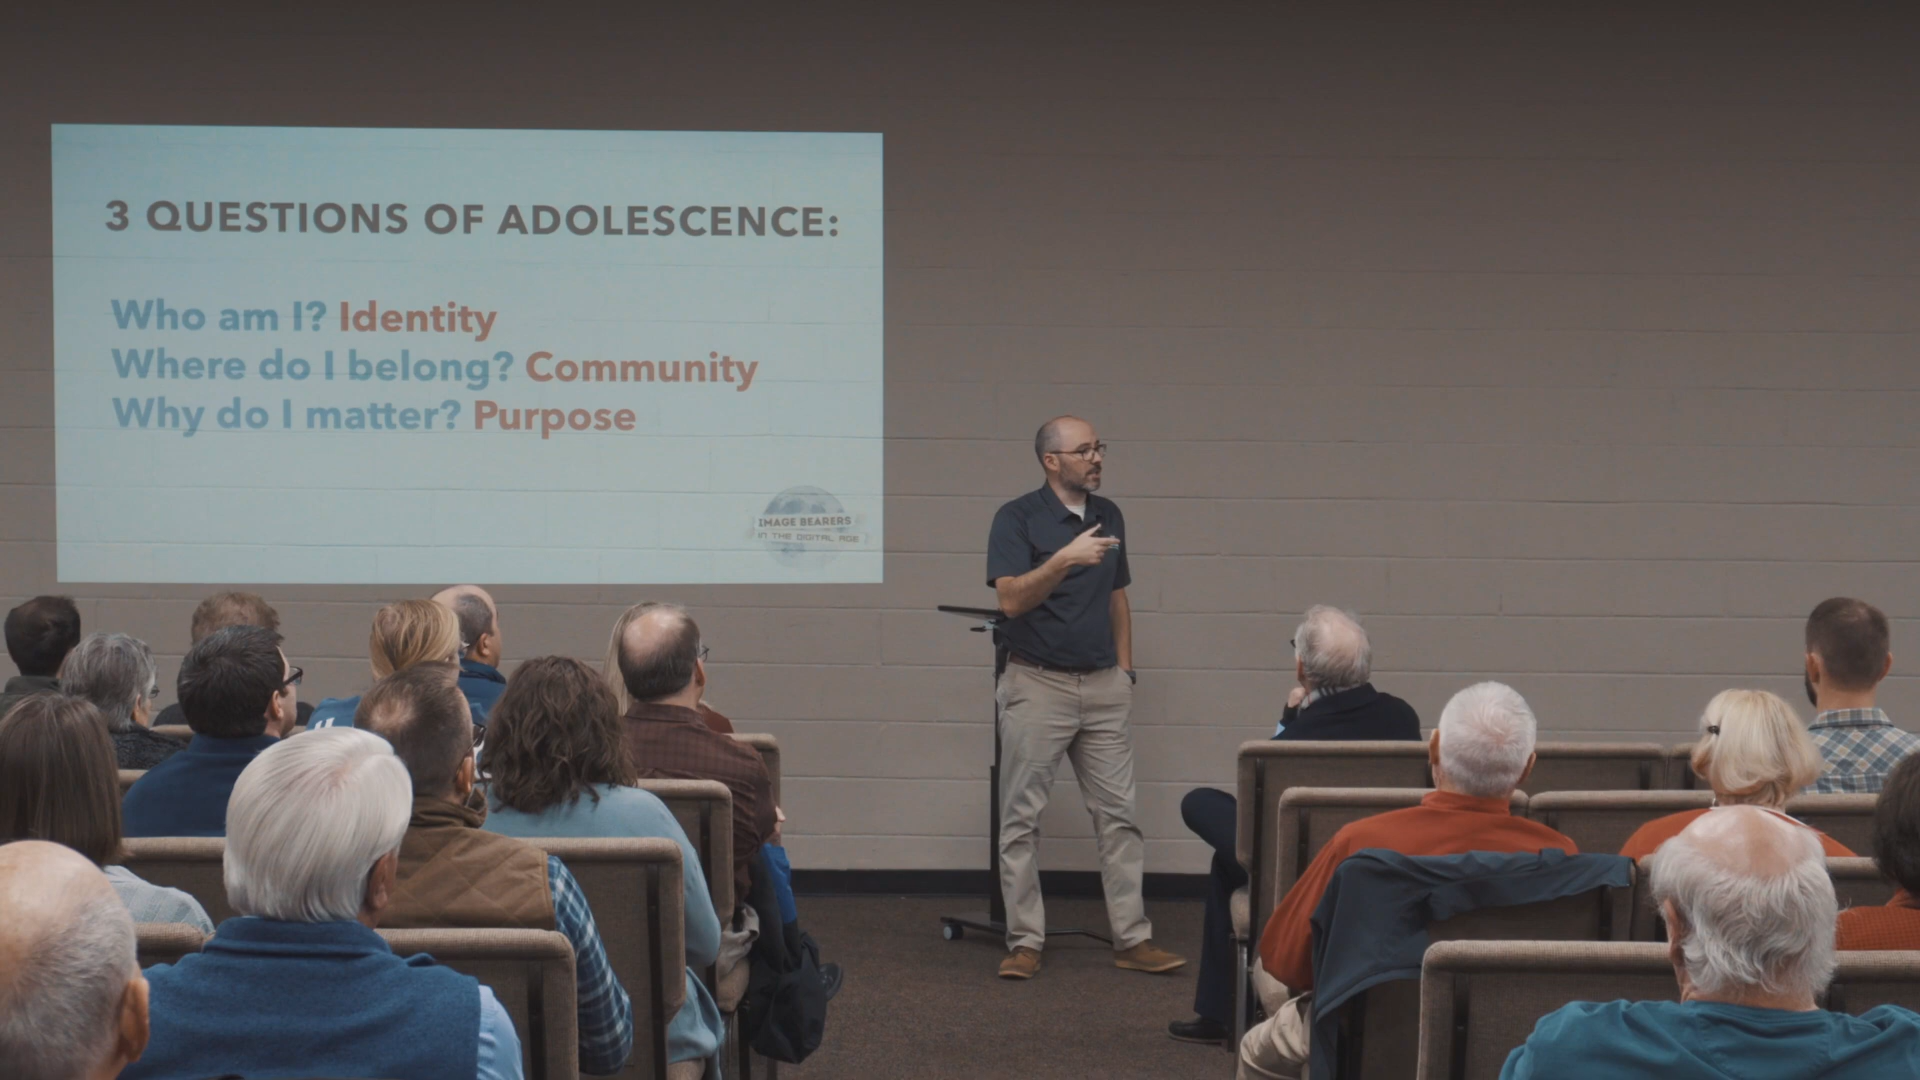 3 QUESTIONS OF ADOLESCENCE:
Who am I? Identity
Where do I belong? Community
Why do I matter? Purpose
IMAGE BEARERS
IN THE DIGITAL AGE